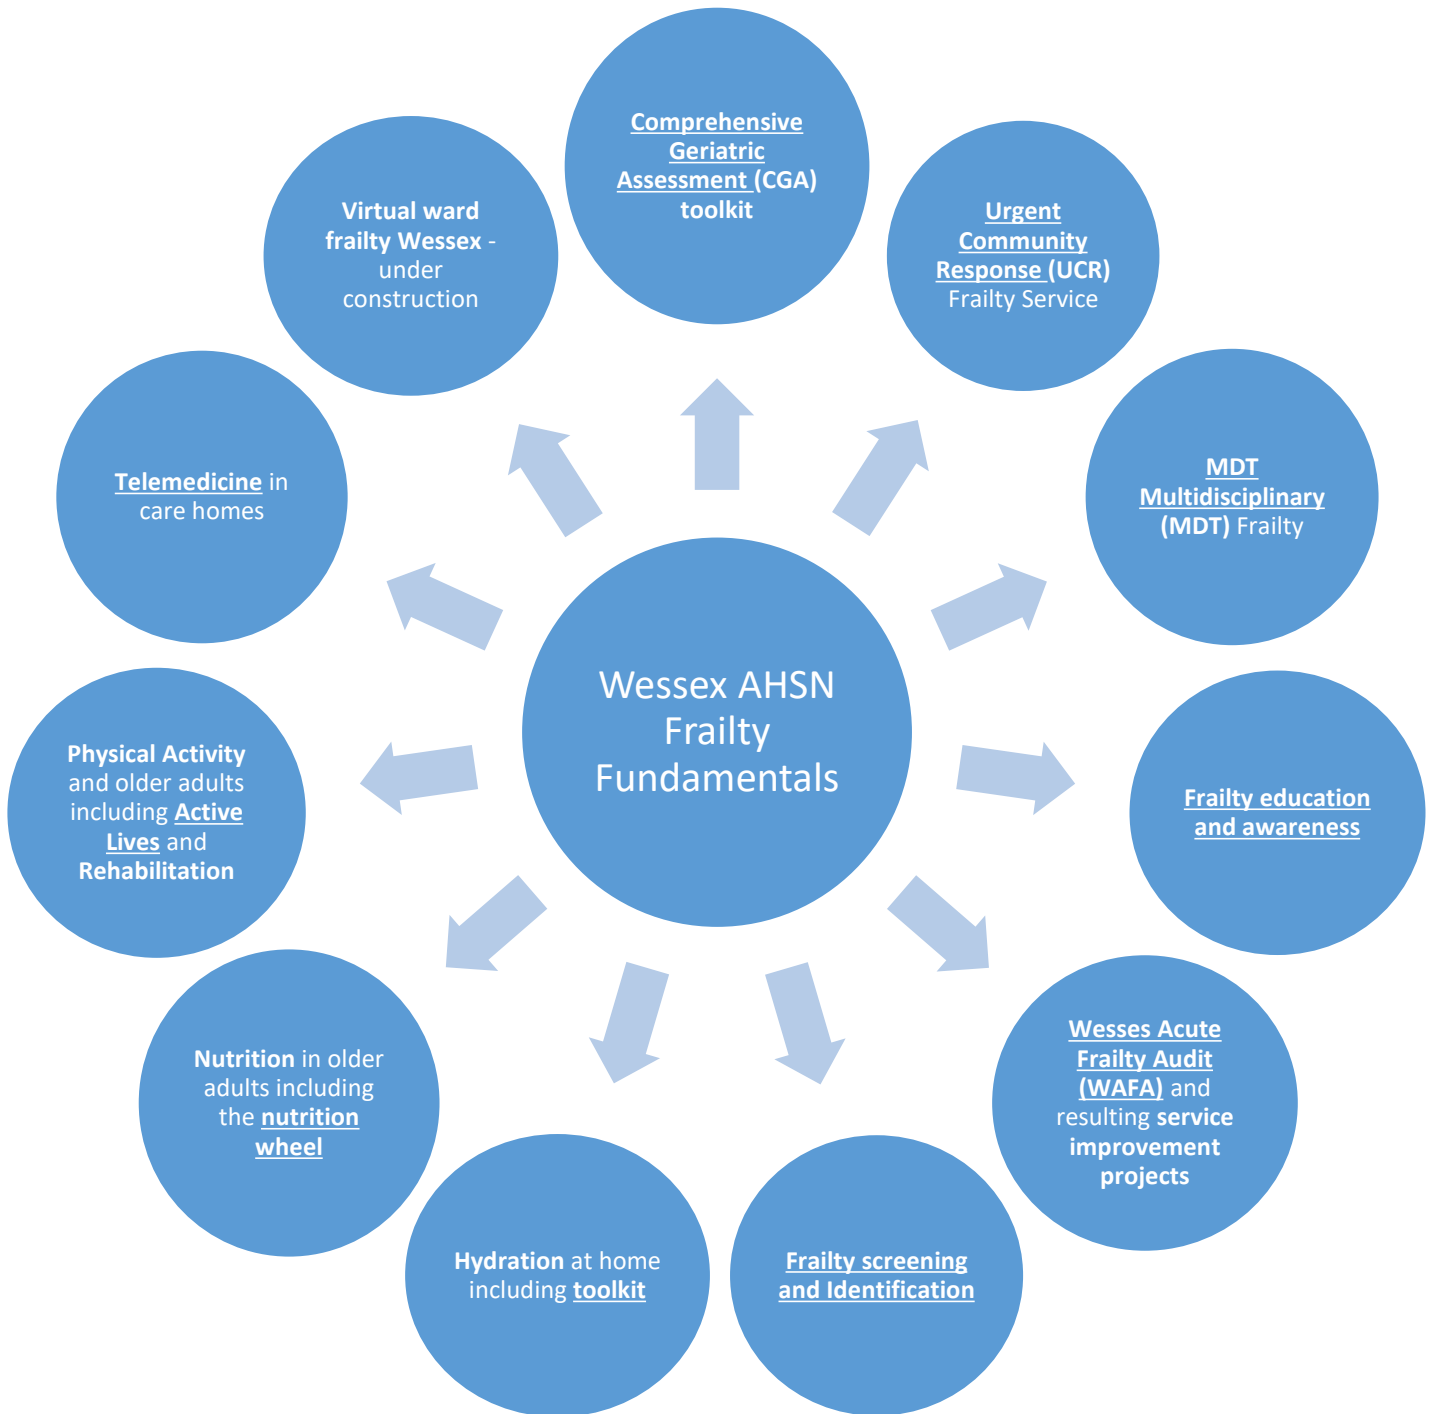 Wessex AHSN
Frailty
Fundamentals
Comprehensive
Geriatric
Assessment (CGA)
toolkit
Urgent
Community
Response (UCR)
Frailty Service
MDT
Multidisciplinary
(MDT) Frailty
Frailty education
and awareness
Wesses Acute
Frailty Audit
(WAFA) and
resulting service
improvement
projects
Frailty screening
and Identification
Hydration at home
including toolkit
Nutrition in older
adults including
the nutrition
wheel
Physical Activity
and older adults
including Active
Lives and
Rehabilitation
Telemedicine in
care homes
Virtual ward
frailty Wessex -
under
construction